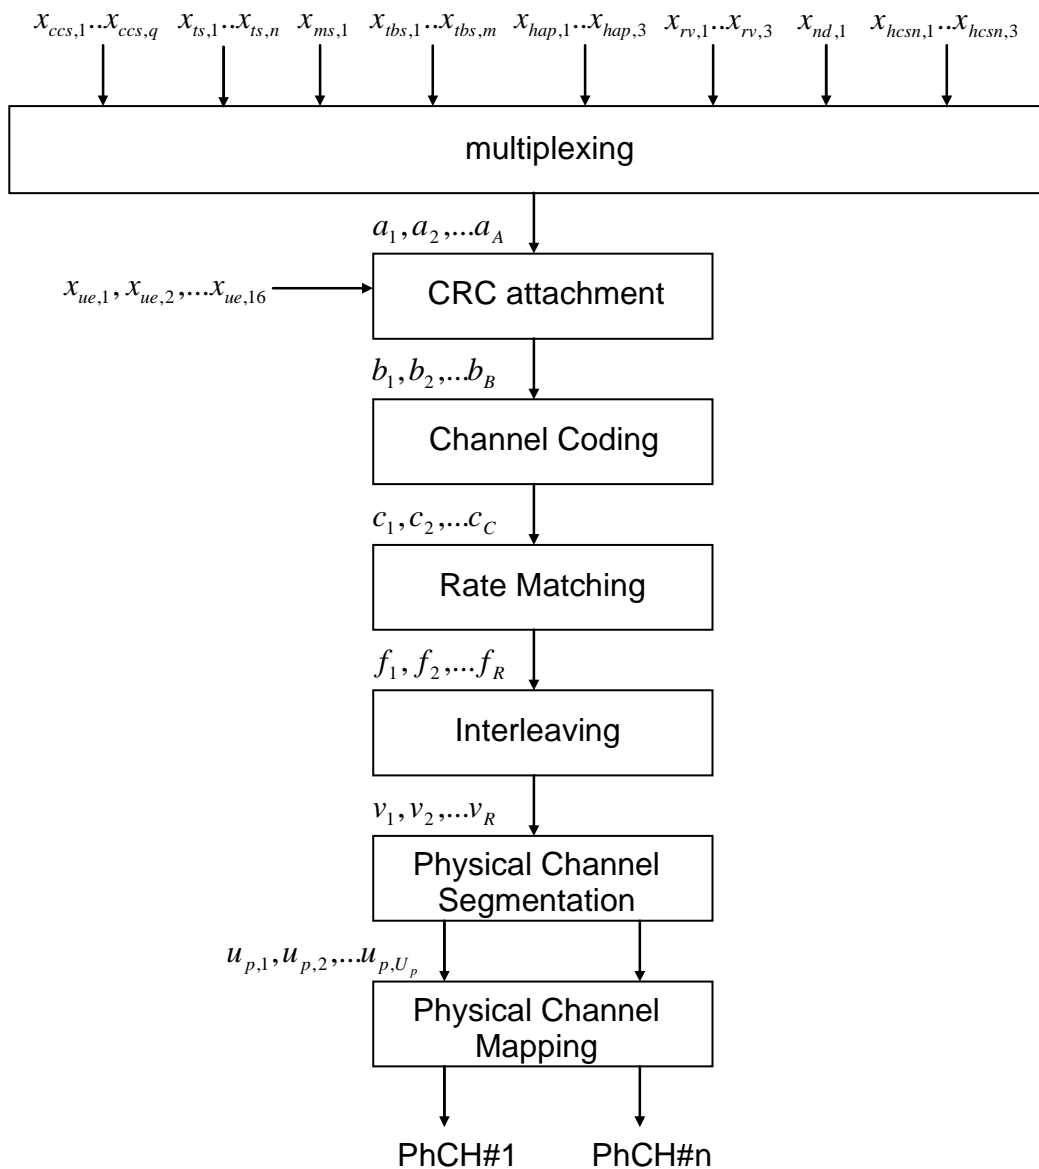 x_{ccs,1}..x_{ccs,q} x_{ts,1}..x_{ts,n} x_{ms,1} x_{tbs,1}..x_{tbs,m} x_{hap,1}..x_{hap,3} x_{rv,1}..x_{rv,3} x_{nd,1} x_{hcsn,1}..x_{hcsn,3}
multiplexing
a_1, a_2,...a_A
x_{ue,1}, x_{ue,2},...x_{ue,16}
CRC attachment
b_1, b_2,...b_B
Channel Coding
c_1, c_2,...c_C
Rate Matching
f_1, f_2,...f_R
Interleaving
v_1, v_2,...v_R
Physical Channel
Segmentation
u_{p,1}, u_{p,2},...u_{p,U_p}
Physical Channel
Mapping
PhCH#1 PhCH#n